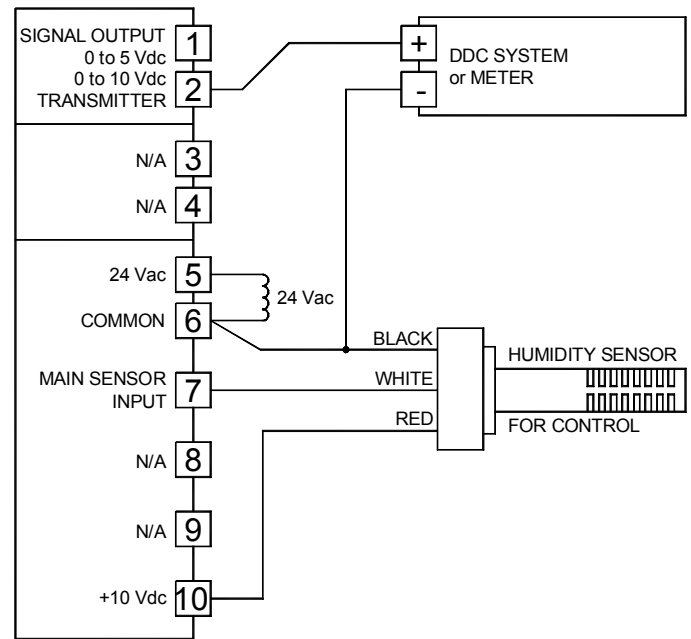 SIGNAL OUTPUT
0 to 5 Vdc
0 to 10 Vdc
TRANSMITTER
1
2
N/A
3
N/A
4
24 Vac
5
COMMON
6
24 Vac
MAIN SENSOR
INPUT
7
N/A
8
N/A
9
+10 Vdc
10
+
-
DDC SYSTEM
or METER
BLACK
WHITE
RED
HUMIDITY SENSOR
FOR CONTROL